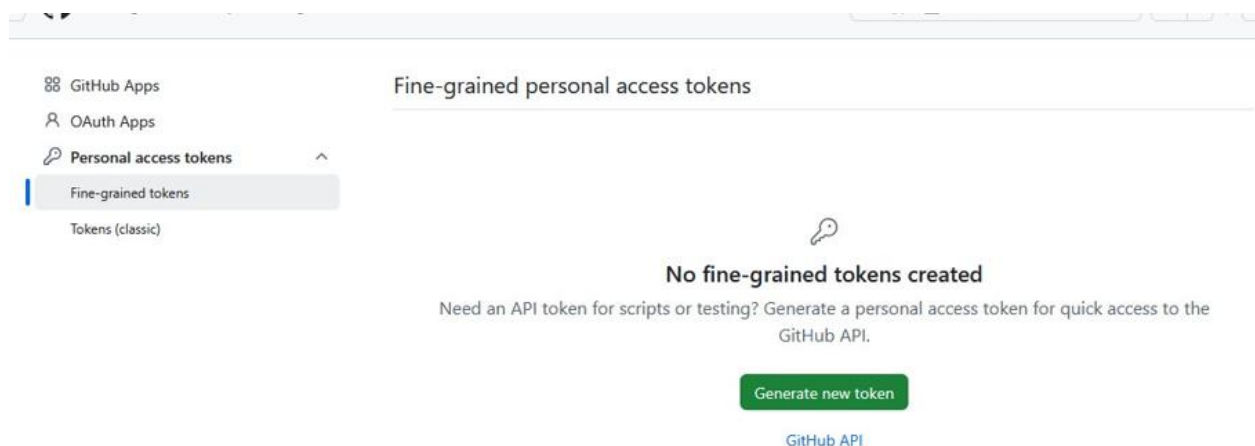 GitHub Apps
OAuth Apps
Personal access tokens
Fine-grained tokens
Tokens (classic)
Fine-grained personal access tokens
No fine-grained tokens created
Need an API token for scripts or testing? Generate a personal access token for quick access to the
GitHub API.
Generate new token
GitHub API